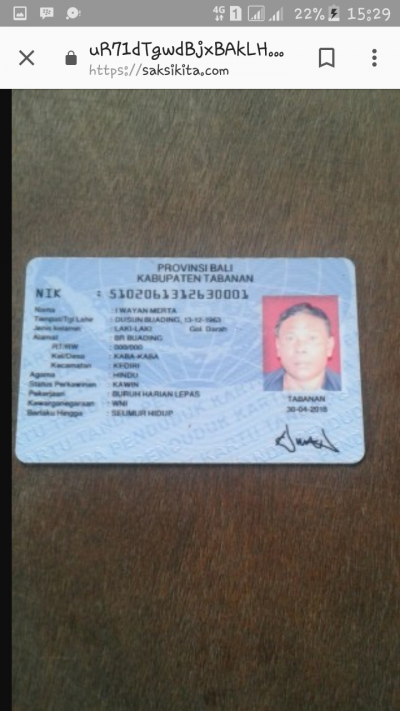 4G 1 22% 15:29
uR71dTgwdBjxBAkLH...
https://saksikita.com
PROVINSI BALI
KABUPATEN TABANAN
NIK : 5102061312630001
Nama : I WAYAN MERTA
Tempat/Tgl Lahir : DUSUN BUADING, 13-12-1963
Jenis kelamin : LAKI-LAKI Gol. Darah
Alamat : BR BUADING
RT/RW : 000/000
Kel/Desa : KABA-KABA
Kecamatan : KEDIRI
Agama : HINDU
Status Perkawinan : KAWIN
Pekerjaan : BURUH HARIAN LEPAS
Kewarganegaraan : WNI
Berlaku Hingga : SEUMUR HIDUP
TABANAN
30-04-2018